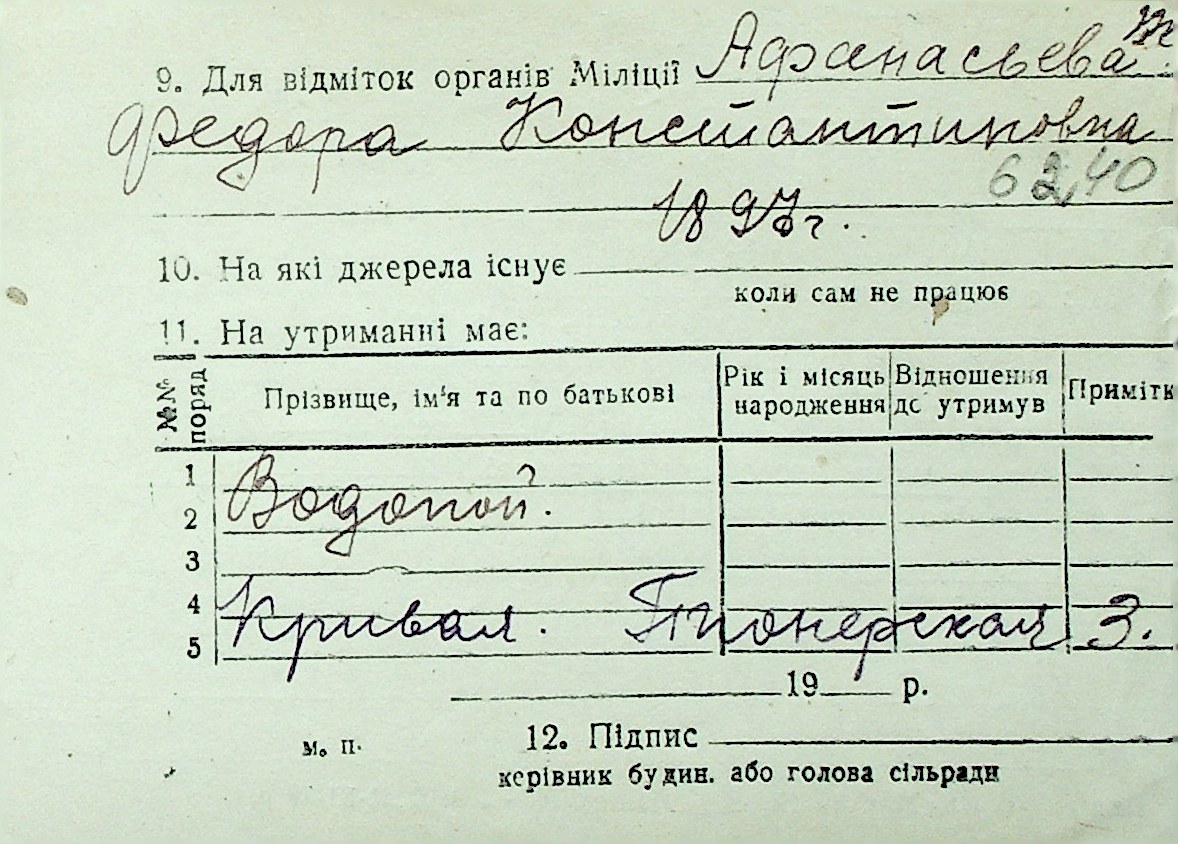 9. Для відміток органів Міліції Афанасьева
Федора Константиновна
62,40
1897г.
10. На які джерела існує
коли сам не працює
11. На утриманні має:
№№ поряд Прізвище, ім'я та по батькові Рік і місяць народження Відношення до утримув Примітк
1
Водопой.
2
3
4
Кривая. Пионерская 3.
5
19 р.
м. п. 12. Підпис
керівник будин. або голова сільради